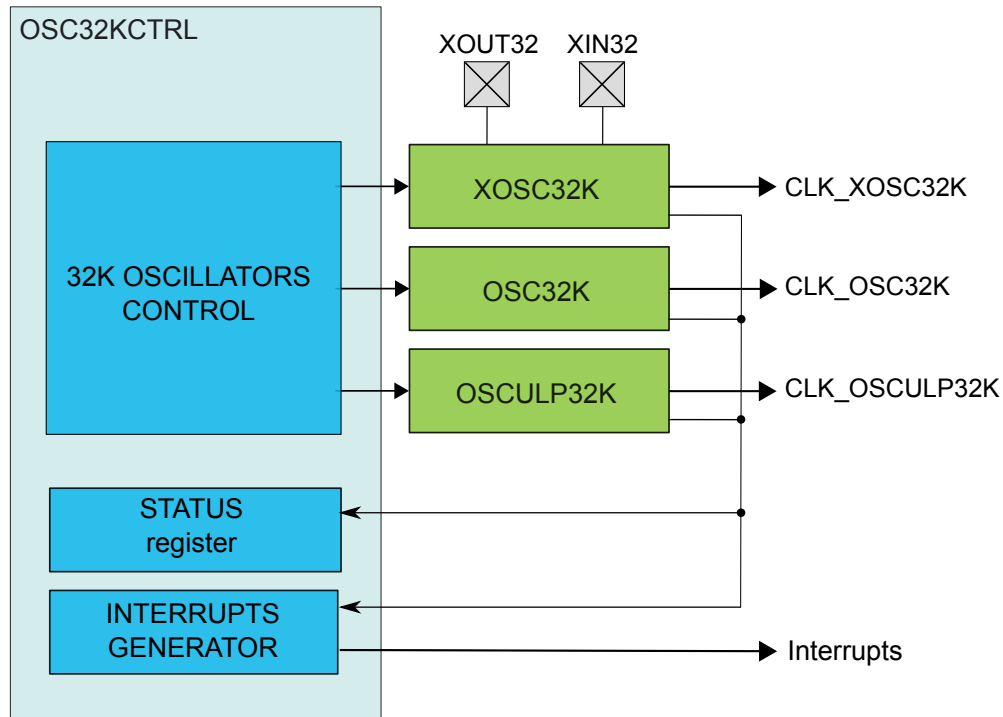 OSC32KCTRL
XOUT32
XIN32
32K OSCILLATORS
CONTROL
XOSC32K
CLK_XOSC32K
OSC32K
CLK_OSC32K
OSCULP32K
CLK_OSCULP32K
STATUS
register
INTERRUPTS
GENERATOR
Interrupts